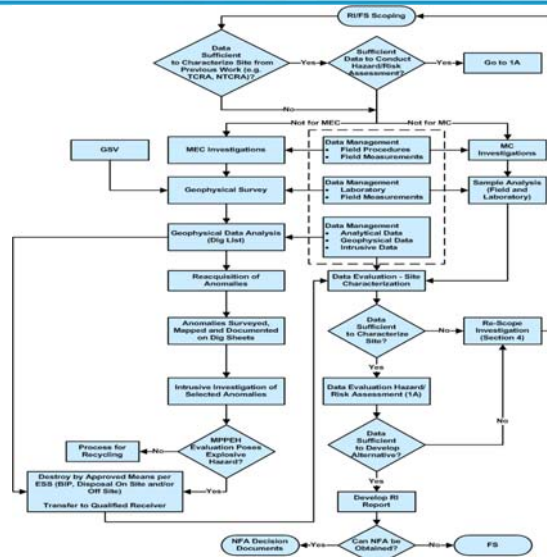 RI/FS Scoping
Data
Sufficient
to Characterize Site from
Previous Work (e.g.
TCRA, NTCRA)?
Yes
Sufficient
Data to Conduct
Hazard/Risk
Assessment?
Yes
Go to 1A
No
Not for MEC
Not for MC
GSV
MEC Investigations
Data Management
• Field Procedures
• Field Measurements
MC
Investigations
Geophysical Survey
Data Management
• Laboratory
• Field Measurements
Sample Analysis
(Field and
Laboratory)
Geophysical Data Analysis
(Dig List)
Data Management
• Analytical Data
• Geophysical Data
• Intrusive Data
Reacquisition of
Anomalies
Data Evaluation - Site
Characterization
Anomalies Surveyed,
Mapped and Documented
on Dig Sheets
Data
Sufficient
to Characterize
Site?
No
Re-Scope
Investigation
(Section 4)
Yes
Intrusive Investigation of
Selected Anomalies
Data Evaluation Hazard/
Risk Assessment (1A)
No
Process for
Recycling
No
MPPEH
Evaluation Poses
Explosive
Hazard?
Data
Sufficient
to Develop
Alternative?
Yes
Yes
Destroy by Approved Means per
ESS (BIP, Disposal On Site and/or
Off Site)
Transfer to Qualified Receiver
Develop RI
Report
NFA Decision
Documents
Yes
Can NFA be
Obtained?
No
FS